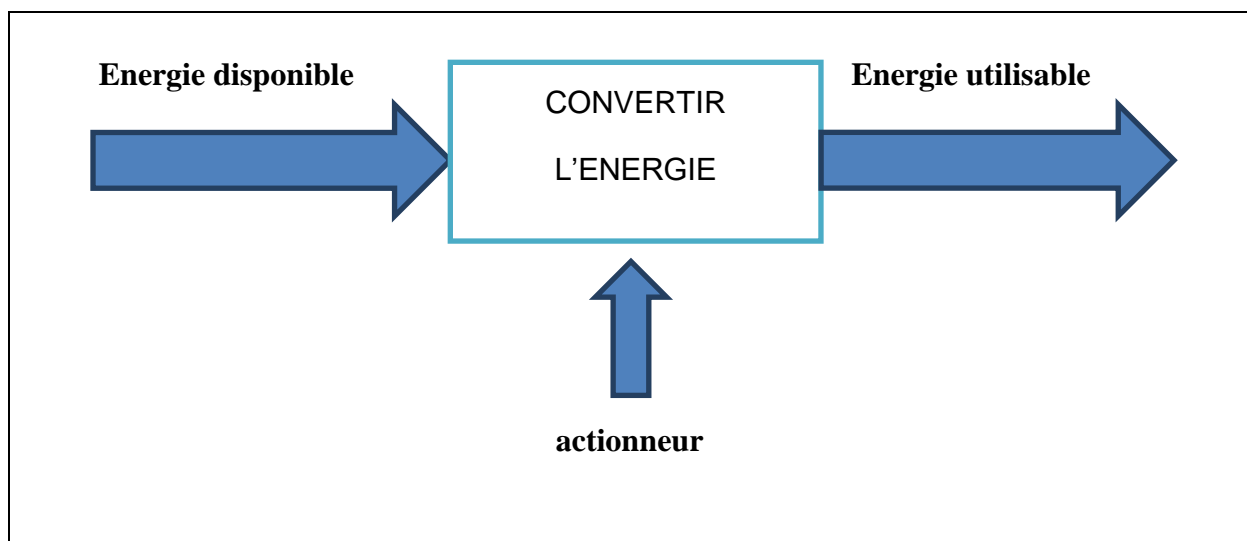 Energie disponible
CONVERTIR
L’ENERGIE
Energie utilisable
actionneur